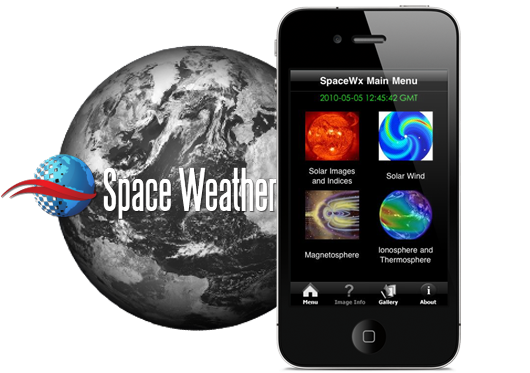 Space Weather
SpaceWx Main Menu
2010-05-05 12:45:42 GMT
Solar Images
and Indices
Solar Wind
Magnetosphere
Ionosphere and
Thermosphere
Menu
Image Info
Gallery
About